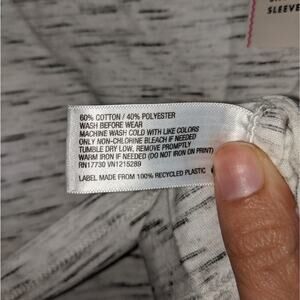 SLEEVE
60% COTTON / 40% POLYESTER
WASH BEFORE WEAR
MACHINE WASH COLD WITH LIKE COLORS
ONLY NON-CHLORINE BLEACH IF NEEDED
TUMBLE DRY LOW, REMOVE PROMPTLY
WARM IRON IF NEEDED (DO NOT IRON ON PRINT)
RN17730 VN1215289
LABEL MADE FROM 100% RECYCLED PLASTIC